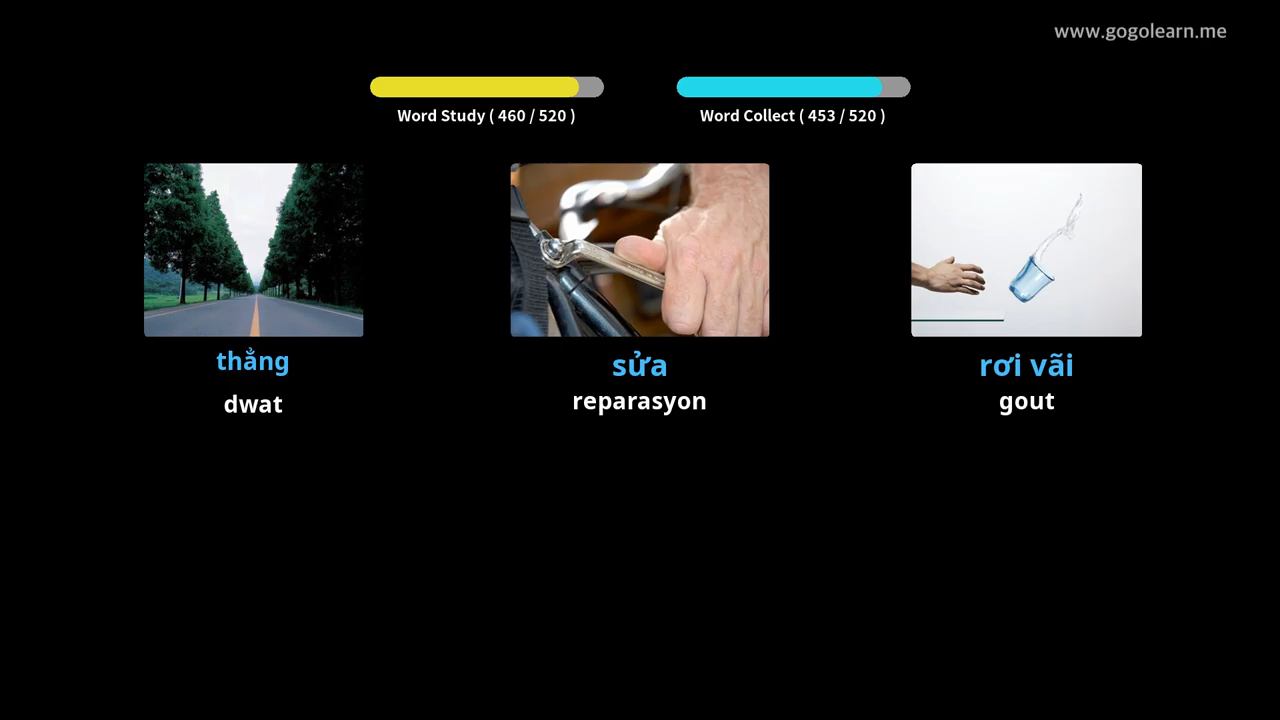 www.gogolearn.me
Word Study ( 460 / 520 )
Word Collect ( 453 / 520 )
thẳng
dwat
sửa
reparasyon
rơi vãi
gout